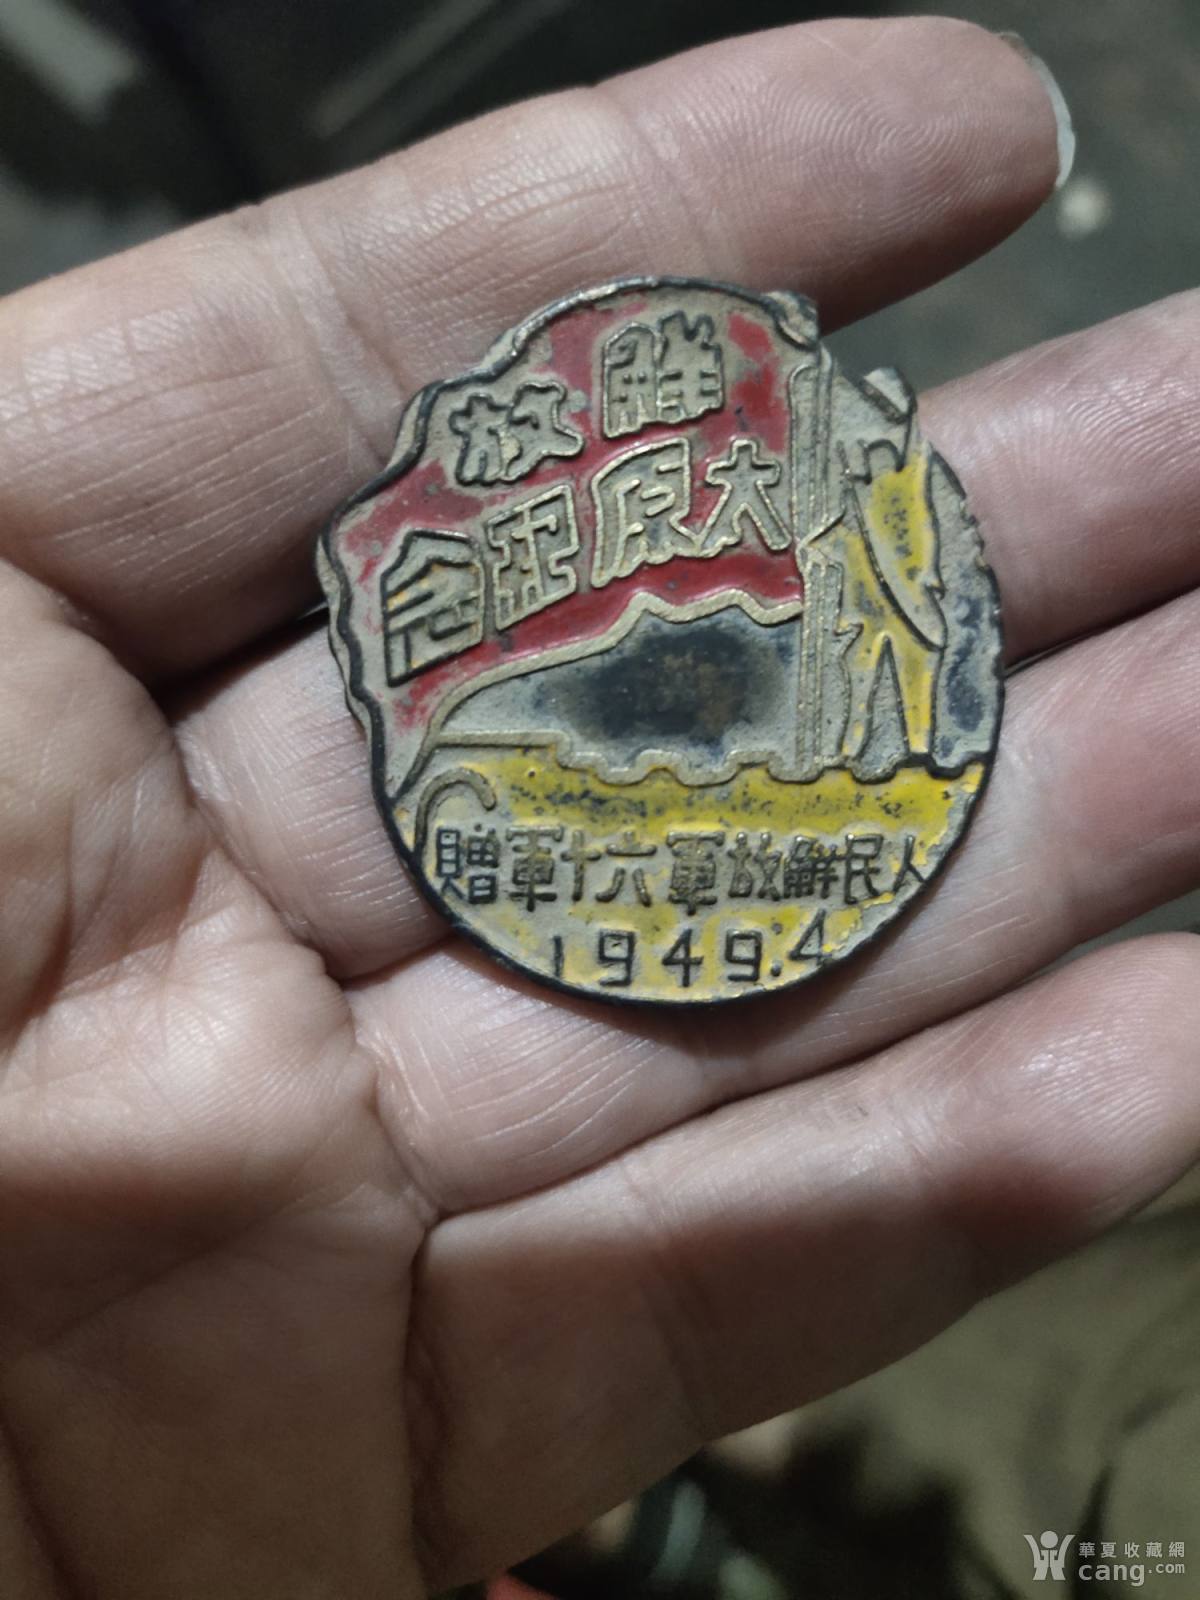 解放
太原紀念
人民解放軍六十軍贈
1949.4
華夏收藏網
cang.com